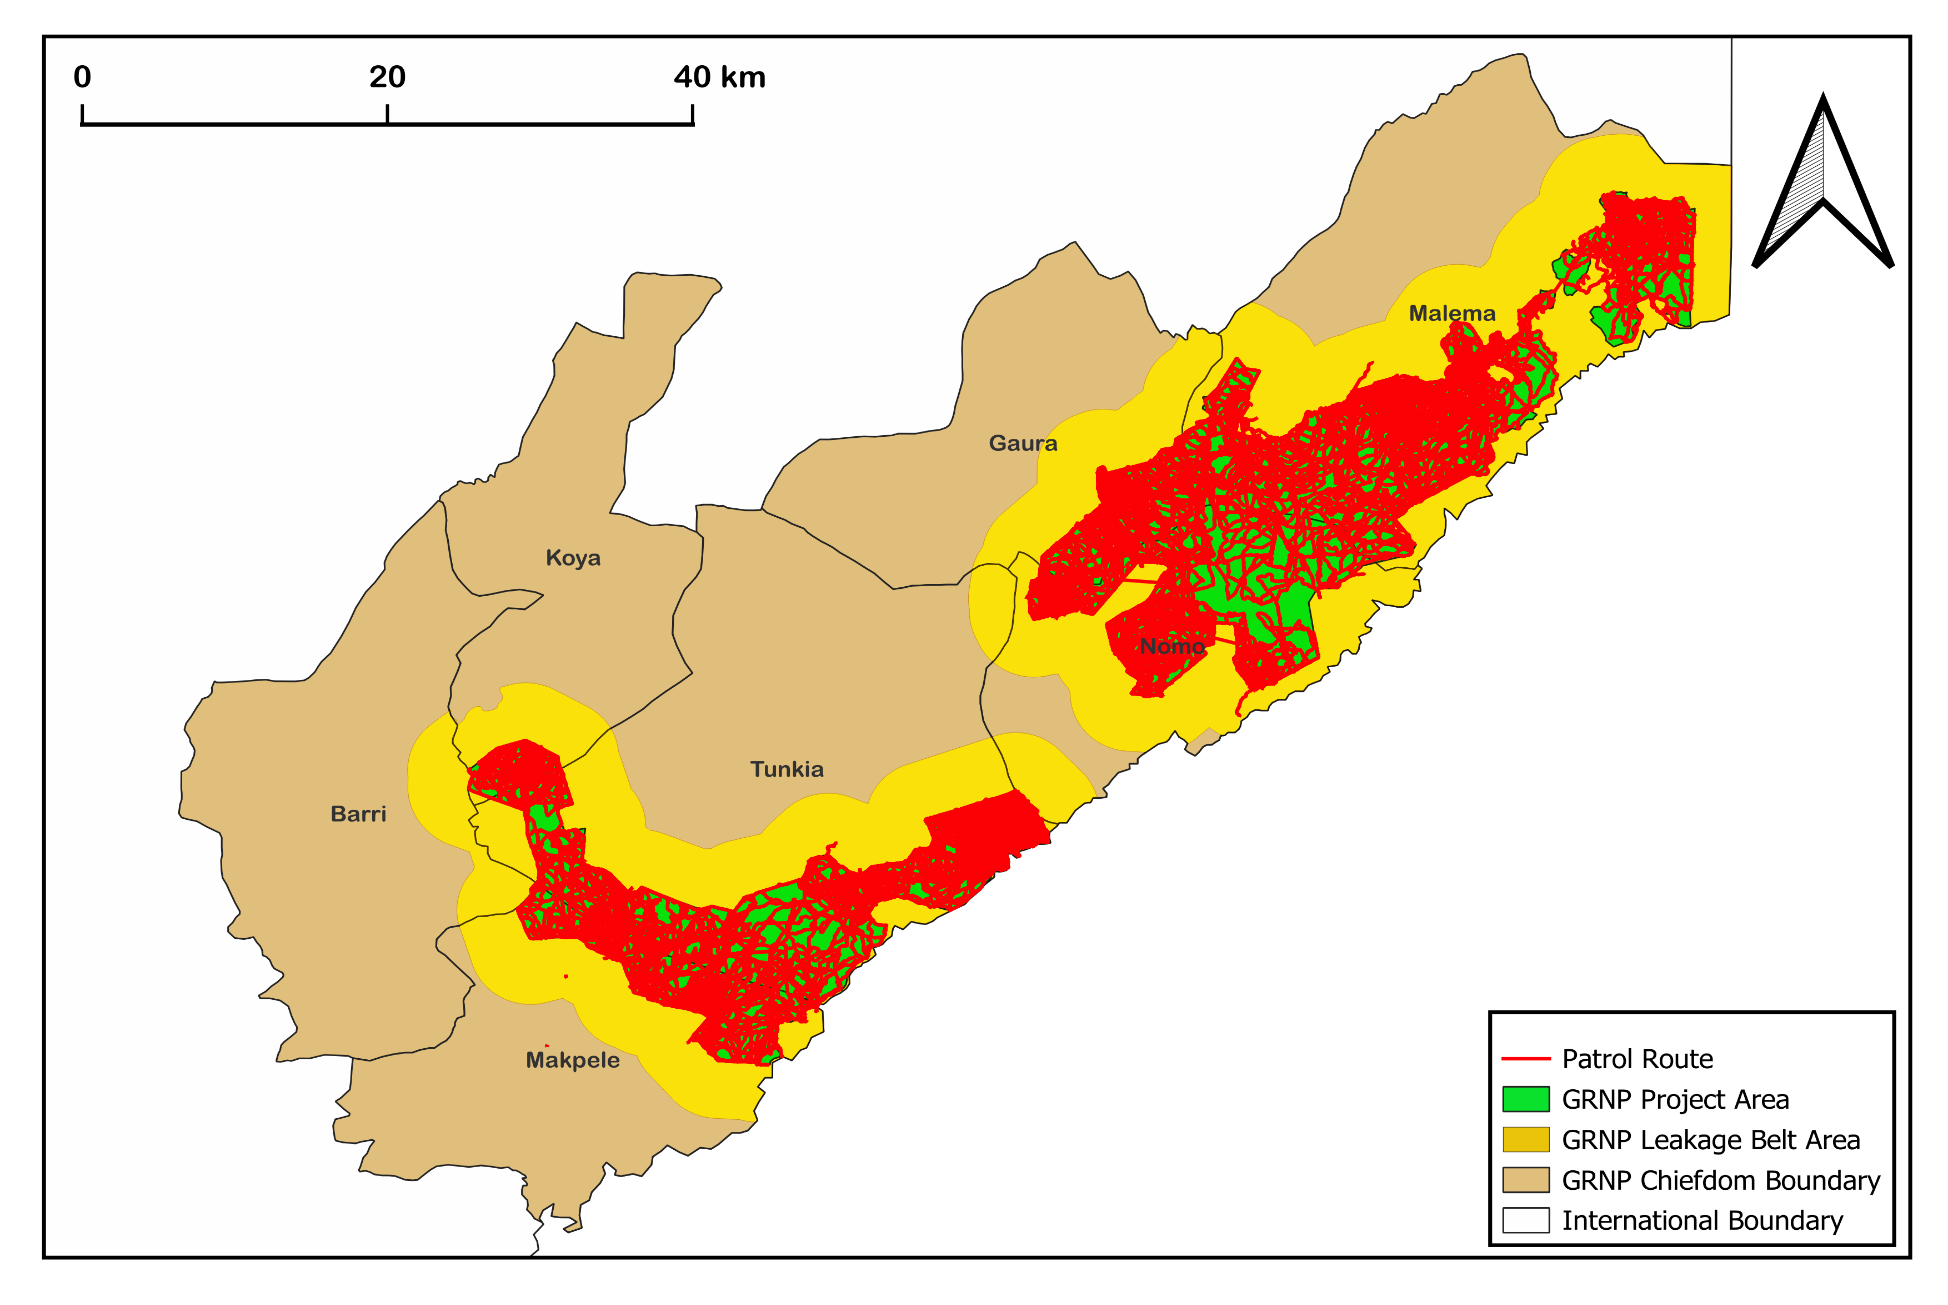 0 20 40 km
Malema
Gaura
Koya
Nomo
Tunkia
Barri
Makpele
Patrol Route
GRNP Project Area
GRNP Leakage Belt Area
GRNP Chiefdom Boundary
International Boundary